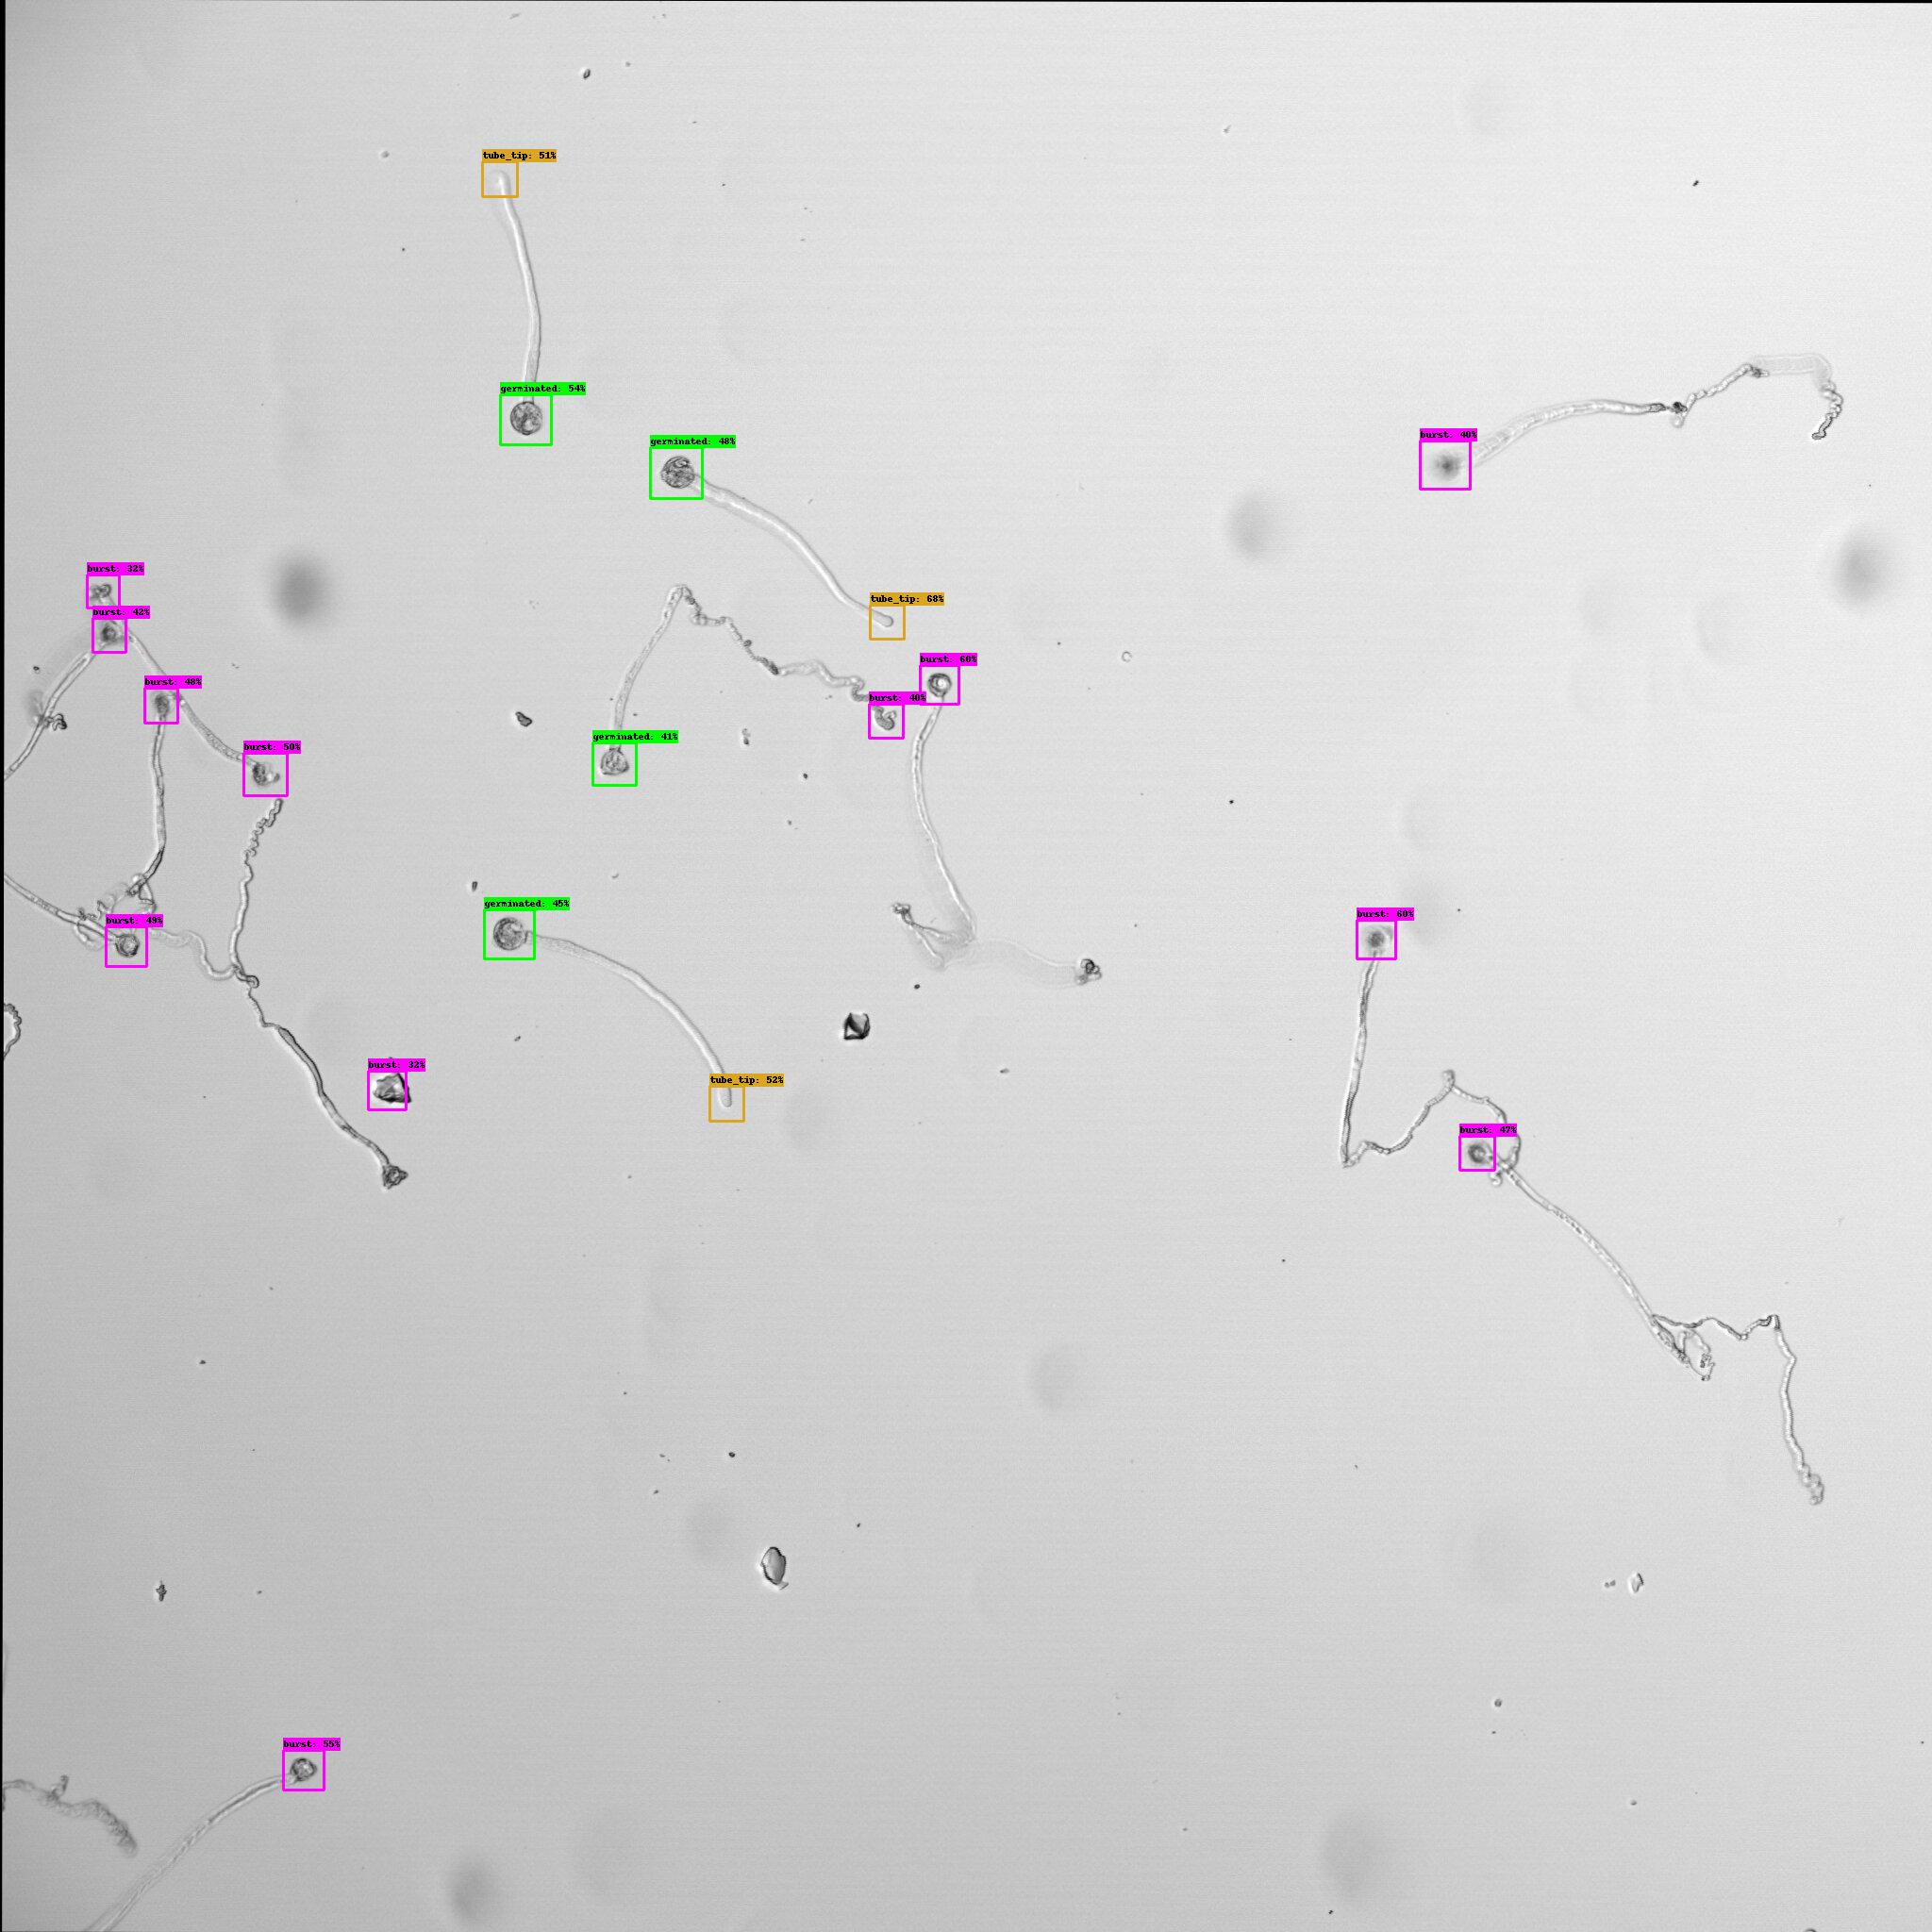 tube_tip: 51%
germinated: 54%
germinated: 48%
burst: 40%
burst: 32%
tube_tip: 68%
burst: 42%
burst: 60%
burst: 48%
burst: 40%
germinated: 41%
burst: 50%
germinated: 45%
burst: 60%
burst: 49%
burst: 32%
tube_tip: 52%
burst: 47%
burst: 55%